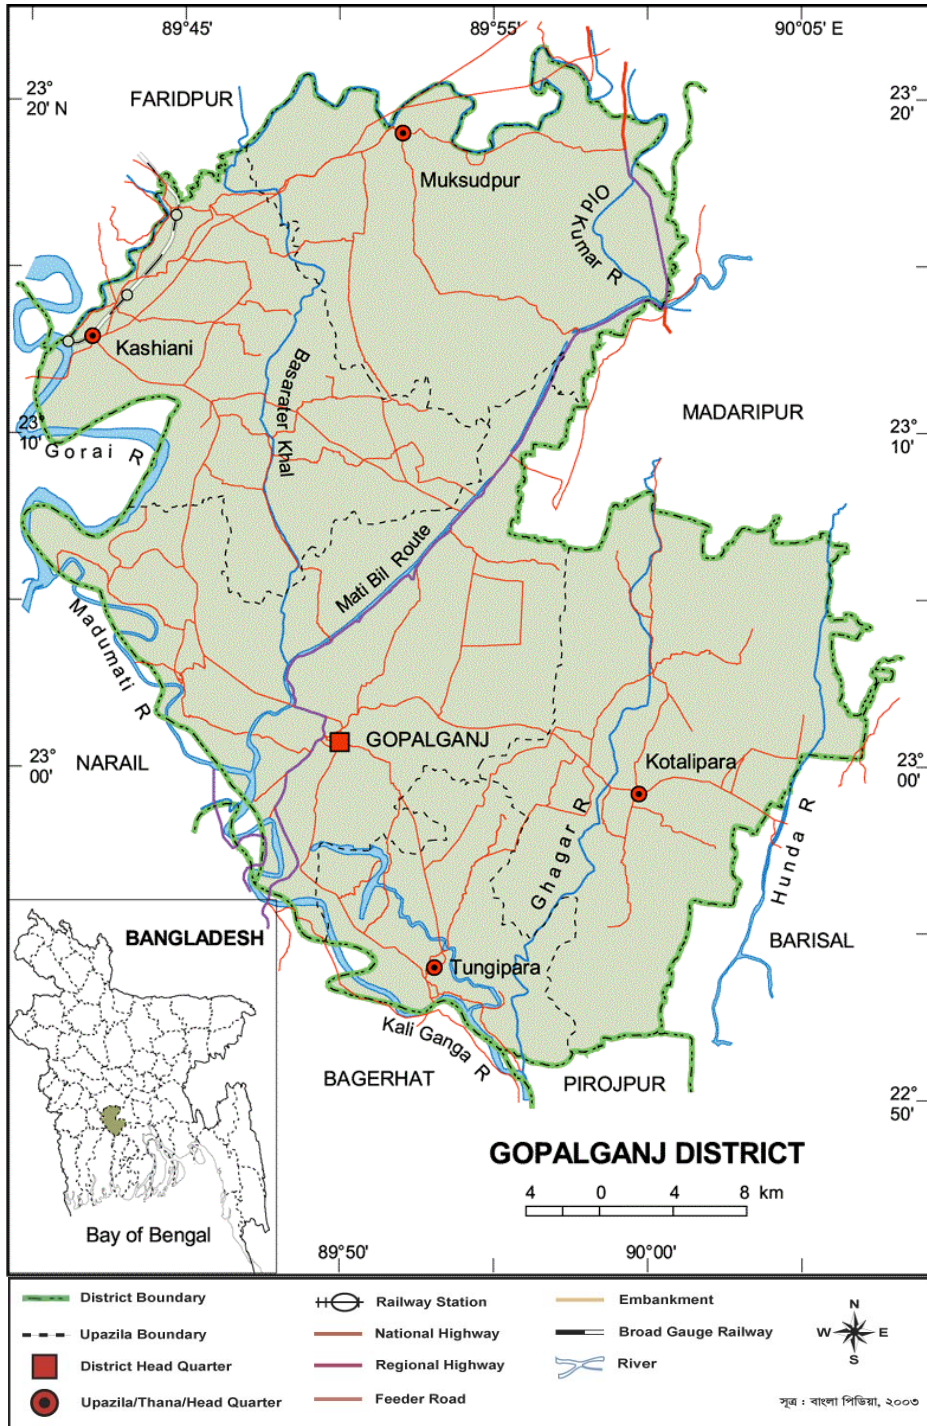 89°45'
89°55'
90°05' E
23°
20' N
23°
20'
FARIDPUR
Muksudpur
Old Kumar R
Kashiani
Basarater Khal
MADARIPUR
23°
10'
23°
10'
Gorai R
Mati Bil Route
Madumati R
GOPALGANJ
NARAIL
23°
00'
Kotalipara
23°
00'
Ghagar R
Hunda R
BANGLADESH
BARISAL
Tungipara
Kali Ganga R
BAGERHAT
PIROJPUR
22°
50'
GOPALGANJ DISTRICT
4 0 4 8 km
Bay of Bengal
89°50'
90°00'
District Boundary
Upazila Boundary
District Head Quarter
Upazila/Thana/Head Quarter
Railway Station
National Highway
Regional Highway
Feeder Road
Embankment
Broad Gauge Railway
River
N
W E
S
সূত্র : বাংলা পিডিয়া, ২০০৩